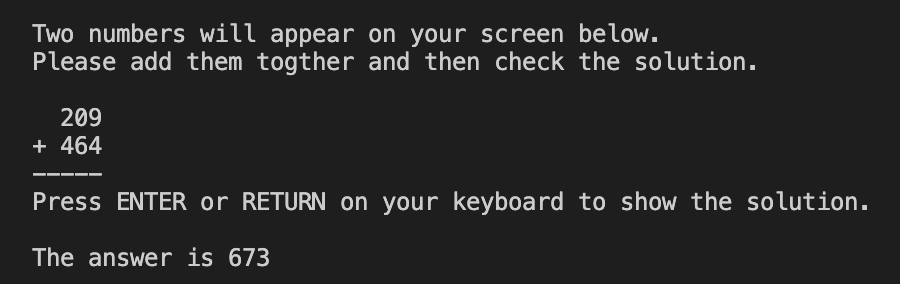 Two numbers will appear on your screen below.
Please add them togther and then check the solution.
209
+ 464
-----
Press ENTER or RETURN on your keyboard to show the solution.
The answer is 673